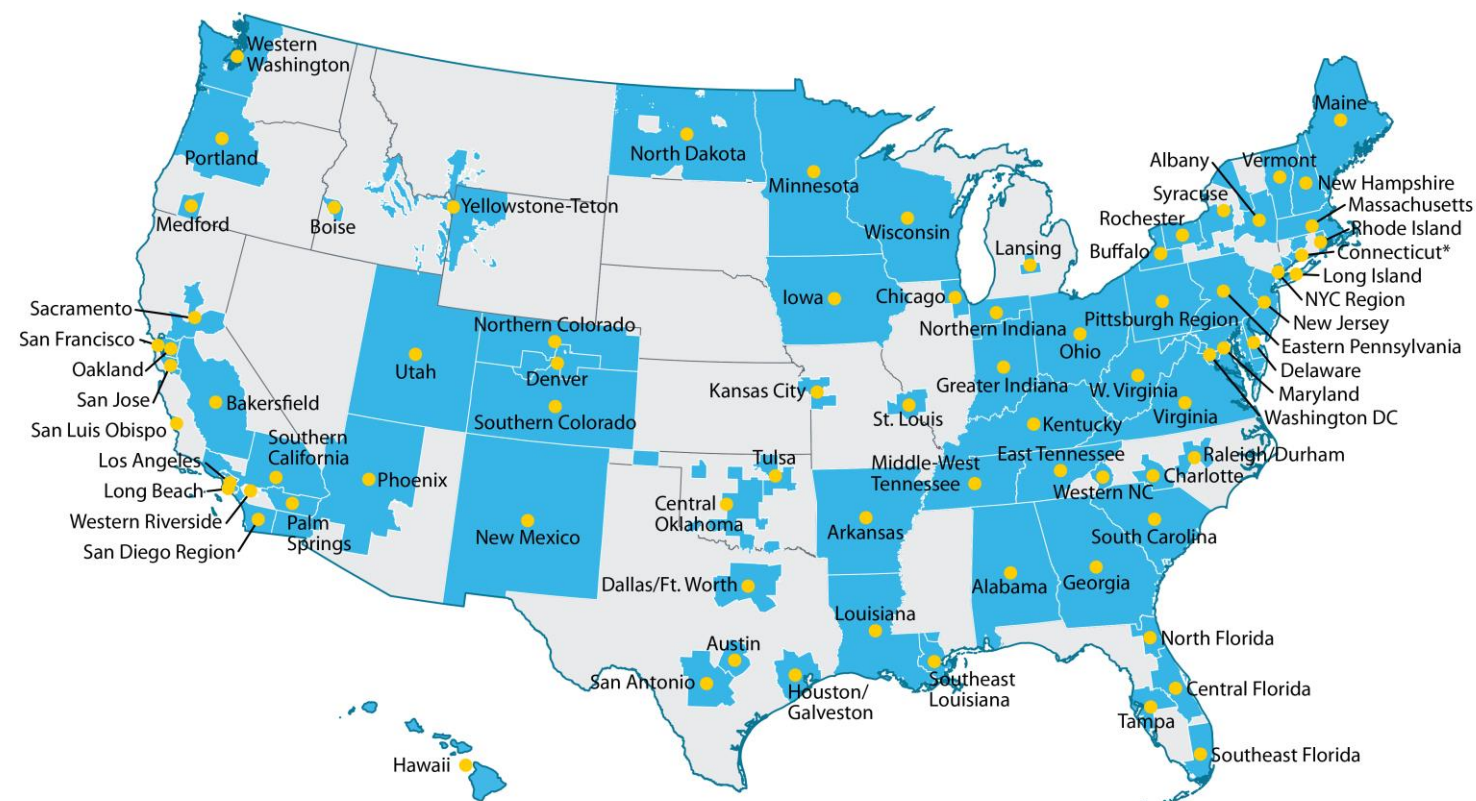 Western
Washington
Portland
Medford
Boise
Yellowstone-Teton
North Dakota
Minnesota
Wisconsin
Lansing
Iowa
Chicago
Northern Indiana
Greater Indiana
Ohio
Pittsburgh Region
Maine
Albany
Vermont
Syracuse
New Hampshire
Rochester
Massachusetts
Rhode Island
Buffalo
Connecticut*
Long Island
NYC Region
New Jersey
Eastern Pennsylvania
Delaware
Maryland
Washington DC
W. Virginia
Virginia
Kentucky
Sacramento
San Francisco
Oakland
San Jose
San Luis Obispo
Bakersfield
Southern
California
Los Angeles
Long Beach
Western Riverside
San Diego Region
Palm
Springs
Phoenix
Utah
Northern Colorado
Denver
Southern Colorado
New Mexico
Kansas City
St. Louis
Tulsa
Central
Oklahoma
Middle-West
Tennessee
East Tennessee
Western NC
Raleigh/Durham
Charlotte
South Carolina
Arkansas
Alabama
Georgia
Dallas/Ft. Worth
Louisiana
Austin
San Antonio
Houston/
Galveston
Southeast
Louisiana
North Florida
Central Florida
Tampa
Southeast Florida
Hawaii